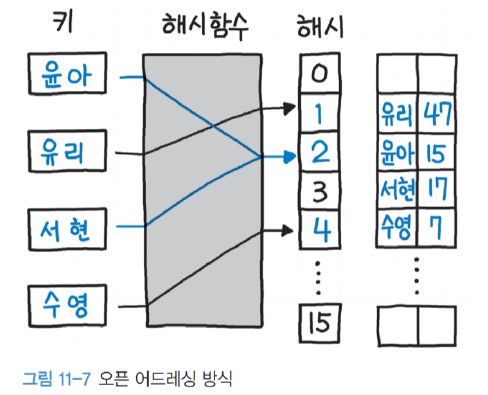 키 해시함수 해시
0
윤아
1 유리 47
유리
2 윤아 15
3 서현 17
서현
4 수영 7
수영
15
그림 11-7 오픈 어드레싱 방식